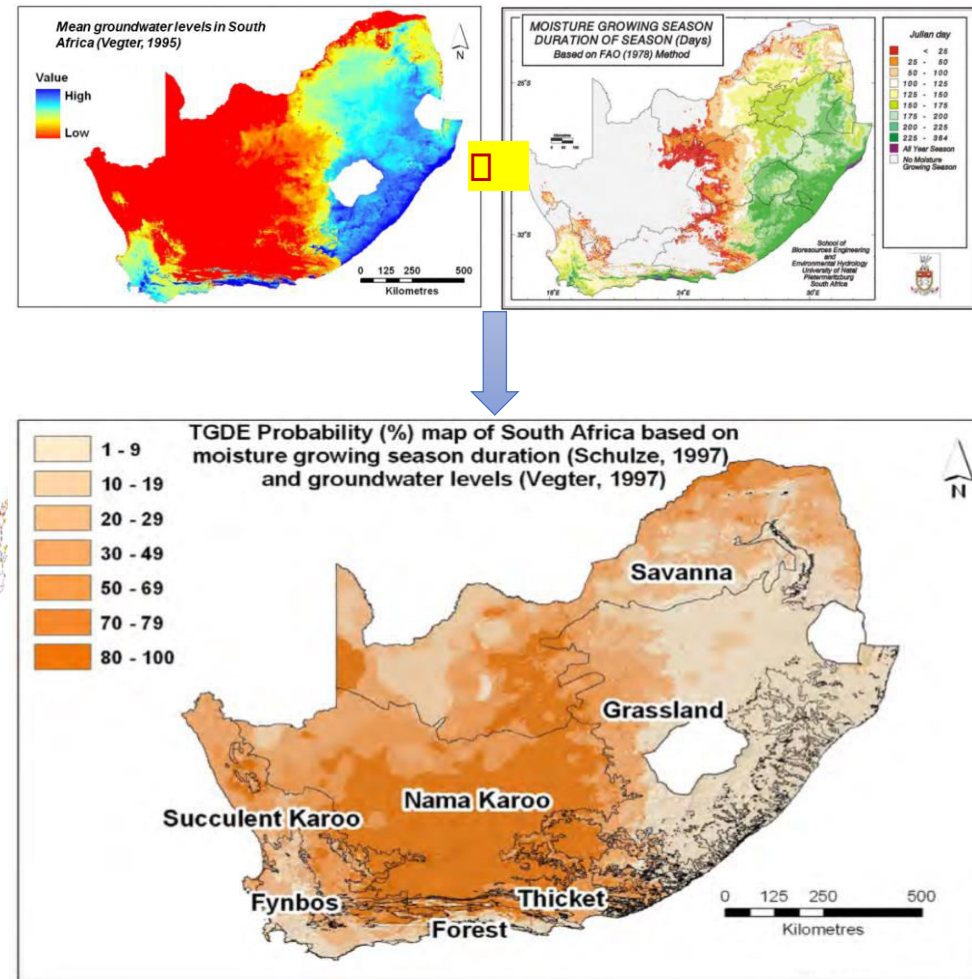 Mean groundwater levels in South
Africa (Vegter, 1995)
N
Value
High
Low
0 125 250 500
Kilometres
MOISTURE GROWING SEASON
DURATION OF SEASON (Days)
Based on FAO (1978) Method
Julian day
< 25
25 - 50
50 - 100
100 - 125
125 - 150
150 - 175
175 - 200
200 - 225
225 - 364
All Year Season
No Moisture
Growing Season
School of
Bioresources Engineering
and
Environmental Hydrology
University of Natal
Pietermaritzburg
South Africa
TGDE Probability (%) map of South Africa based on
moisture growing season duration (Schulze, 1997)
and groundwater levels (Vegter, 1997)
N
1 - 9
10 - 19
20 - 29
30 - 49
50 - 69
70 - 79
80 - 100
Savanna
Grassland
Nama Karoo
Succulent Karoo
Fynbos
Thicket
Forest
0 125 250 500
Kilometres